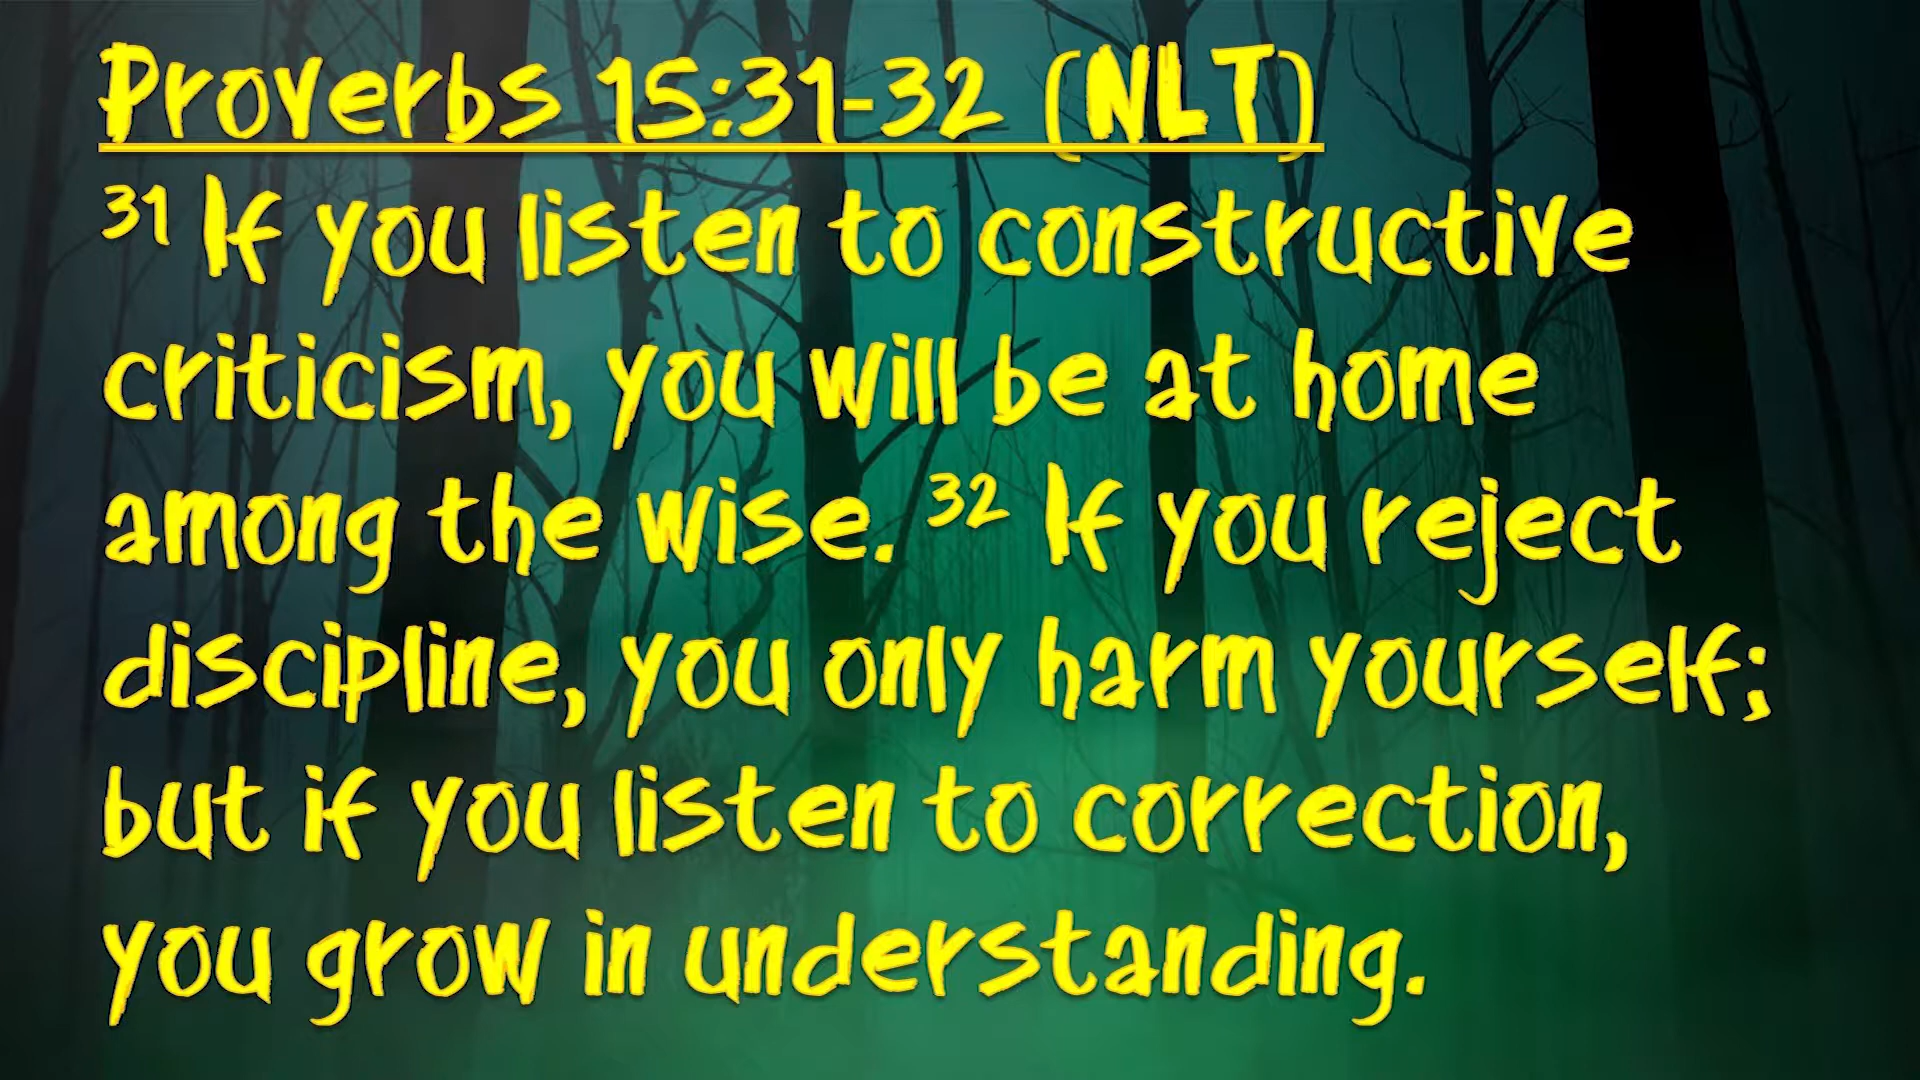 Proverbs 15:31-32 (NLT)
31 If you listen to constructive
criticism, you will be at home
among the wise. 32 If you reject
discipline, you only harm yourself;
but if you listen to correction,
you grow in understanding.